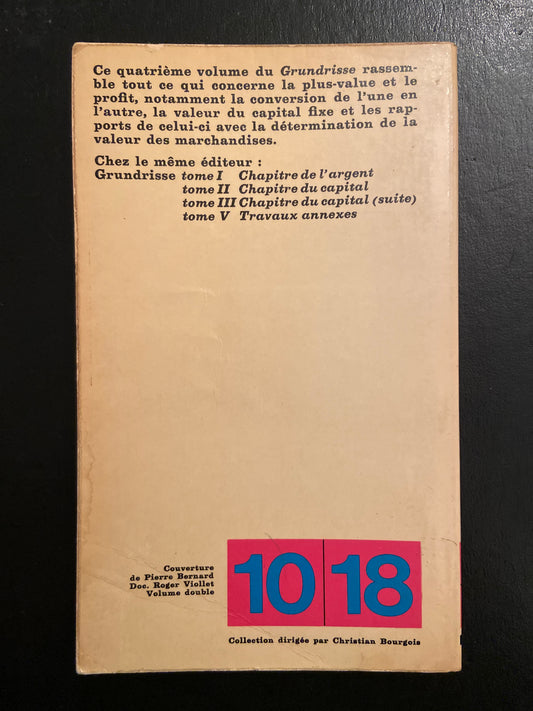 Ce quatrième volume du Grundrisse rassem-
ble tout ce qui concerne la plus-value et le
profit, notamment la conversion de l'une en
l'autre, la valeur du capital fixe et les rap-
ports de celui-ci avec la détermination de la
valeur des marchandises.
Chez le même éditeur :
Grundrisse tome I Chapitre de l'argent
tome II Chapitre du capital
tome III Chapitre du capital (suite)
tome V Travaux annexes
Couverture
de Pierre Bernard
Doc. Roger Viollet
Volume double
10 18
Collection dirigée par Christian Bourgois